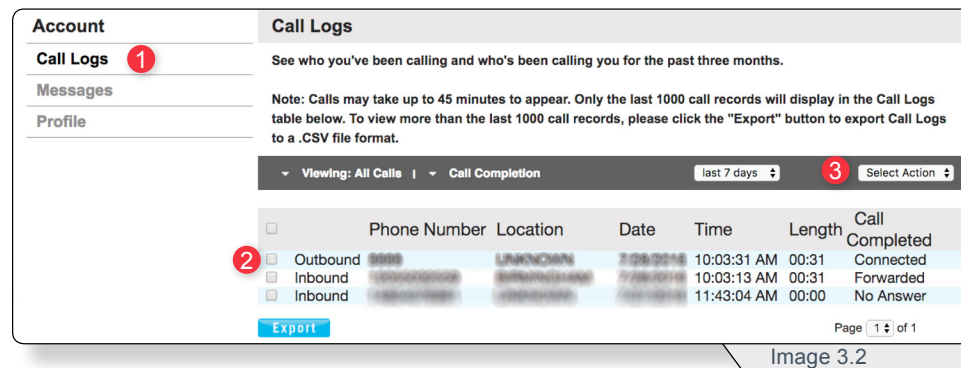 Account
Call Logs
Call Logs 1
See who you've been calling and who's been calling you for the past three months.
Messages
Note: Calls may take up to 45 minutes to appear. Only the last 1000 call records will display in the Call Logs
table below. To view more than the last 1000 call records, please click the "Export" button to export Call Logs
to a .CSV file format.
Profile
Viewing: All Calls | Call Completion last 7 days 3 Select Action
Phone Number Location Date Time Length Call Completed
2 Outbound 10:03:31 AM 00:31 Connected
Inbound 10:03:13 AM 00:31 Forwarded
Inbound 11:43:04 AM 00:00 No Answer
Export Page 1 of 1
Image 3.2